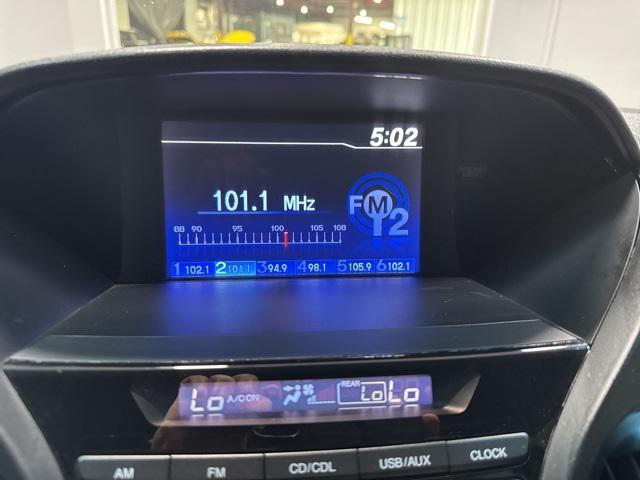 5:02
101.1 MHz
FM 12
88 90 95 100 105 108
1 102.1 2 101.1 3 94.9 4 98.1 5 105.9 6 102.1
Lo A/C ON REAR Lo Lo
AM FM CD/CDL USB/AUX CLOCK